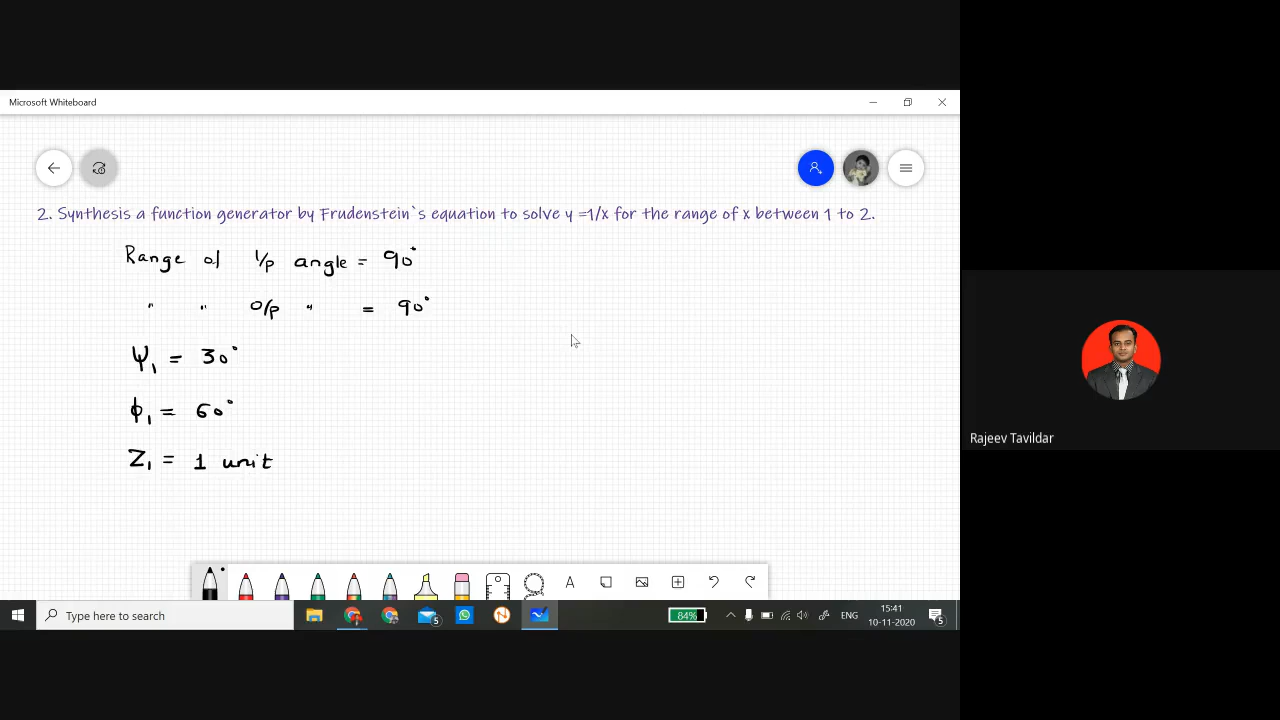 Microsoft Whiteboard
2. Synthesis a function generator by Frudenstein`s equation to solve y =1/x for the range of x between 1 to 2.
Range of I/p angle = 90°
" " O/p " = 90°
Ψ₁ = 30°
ϕ₁ = 60°
Z₁ = 1 unit
Rajeev Tavildar
A
Type here to search
5
84%
ENG
15:41
10-11-2020
5